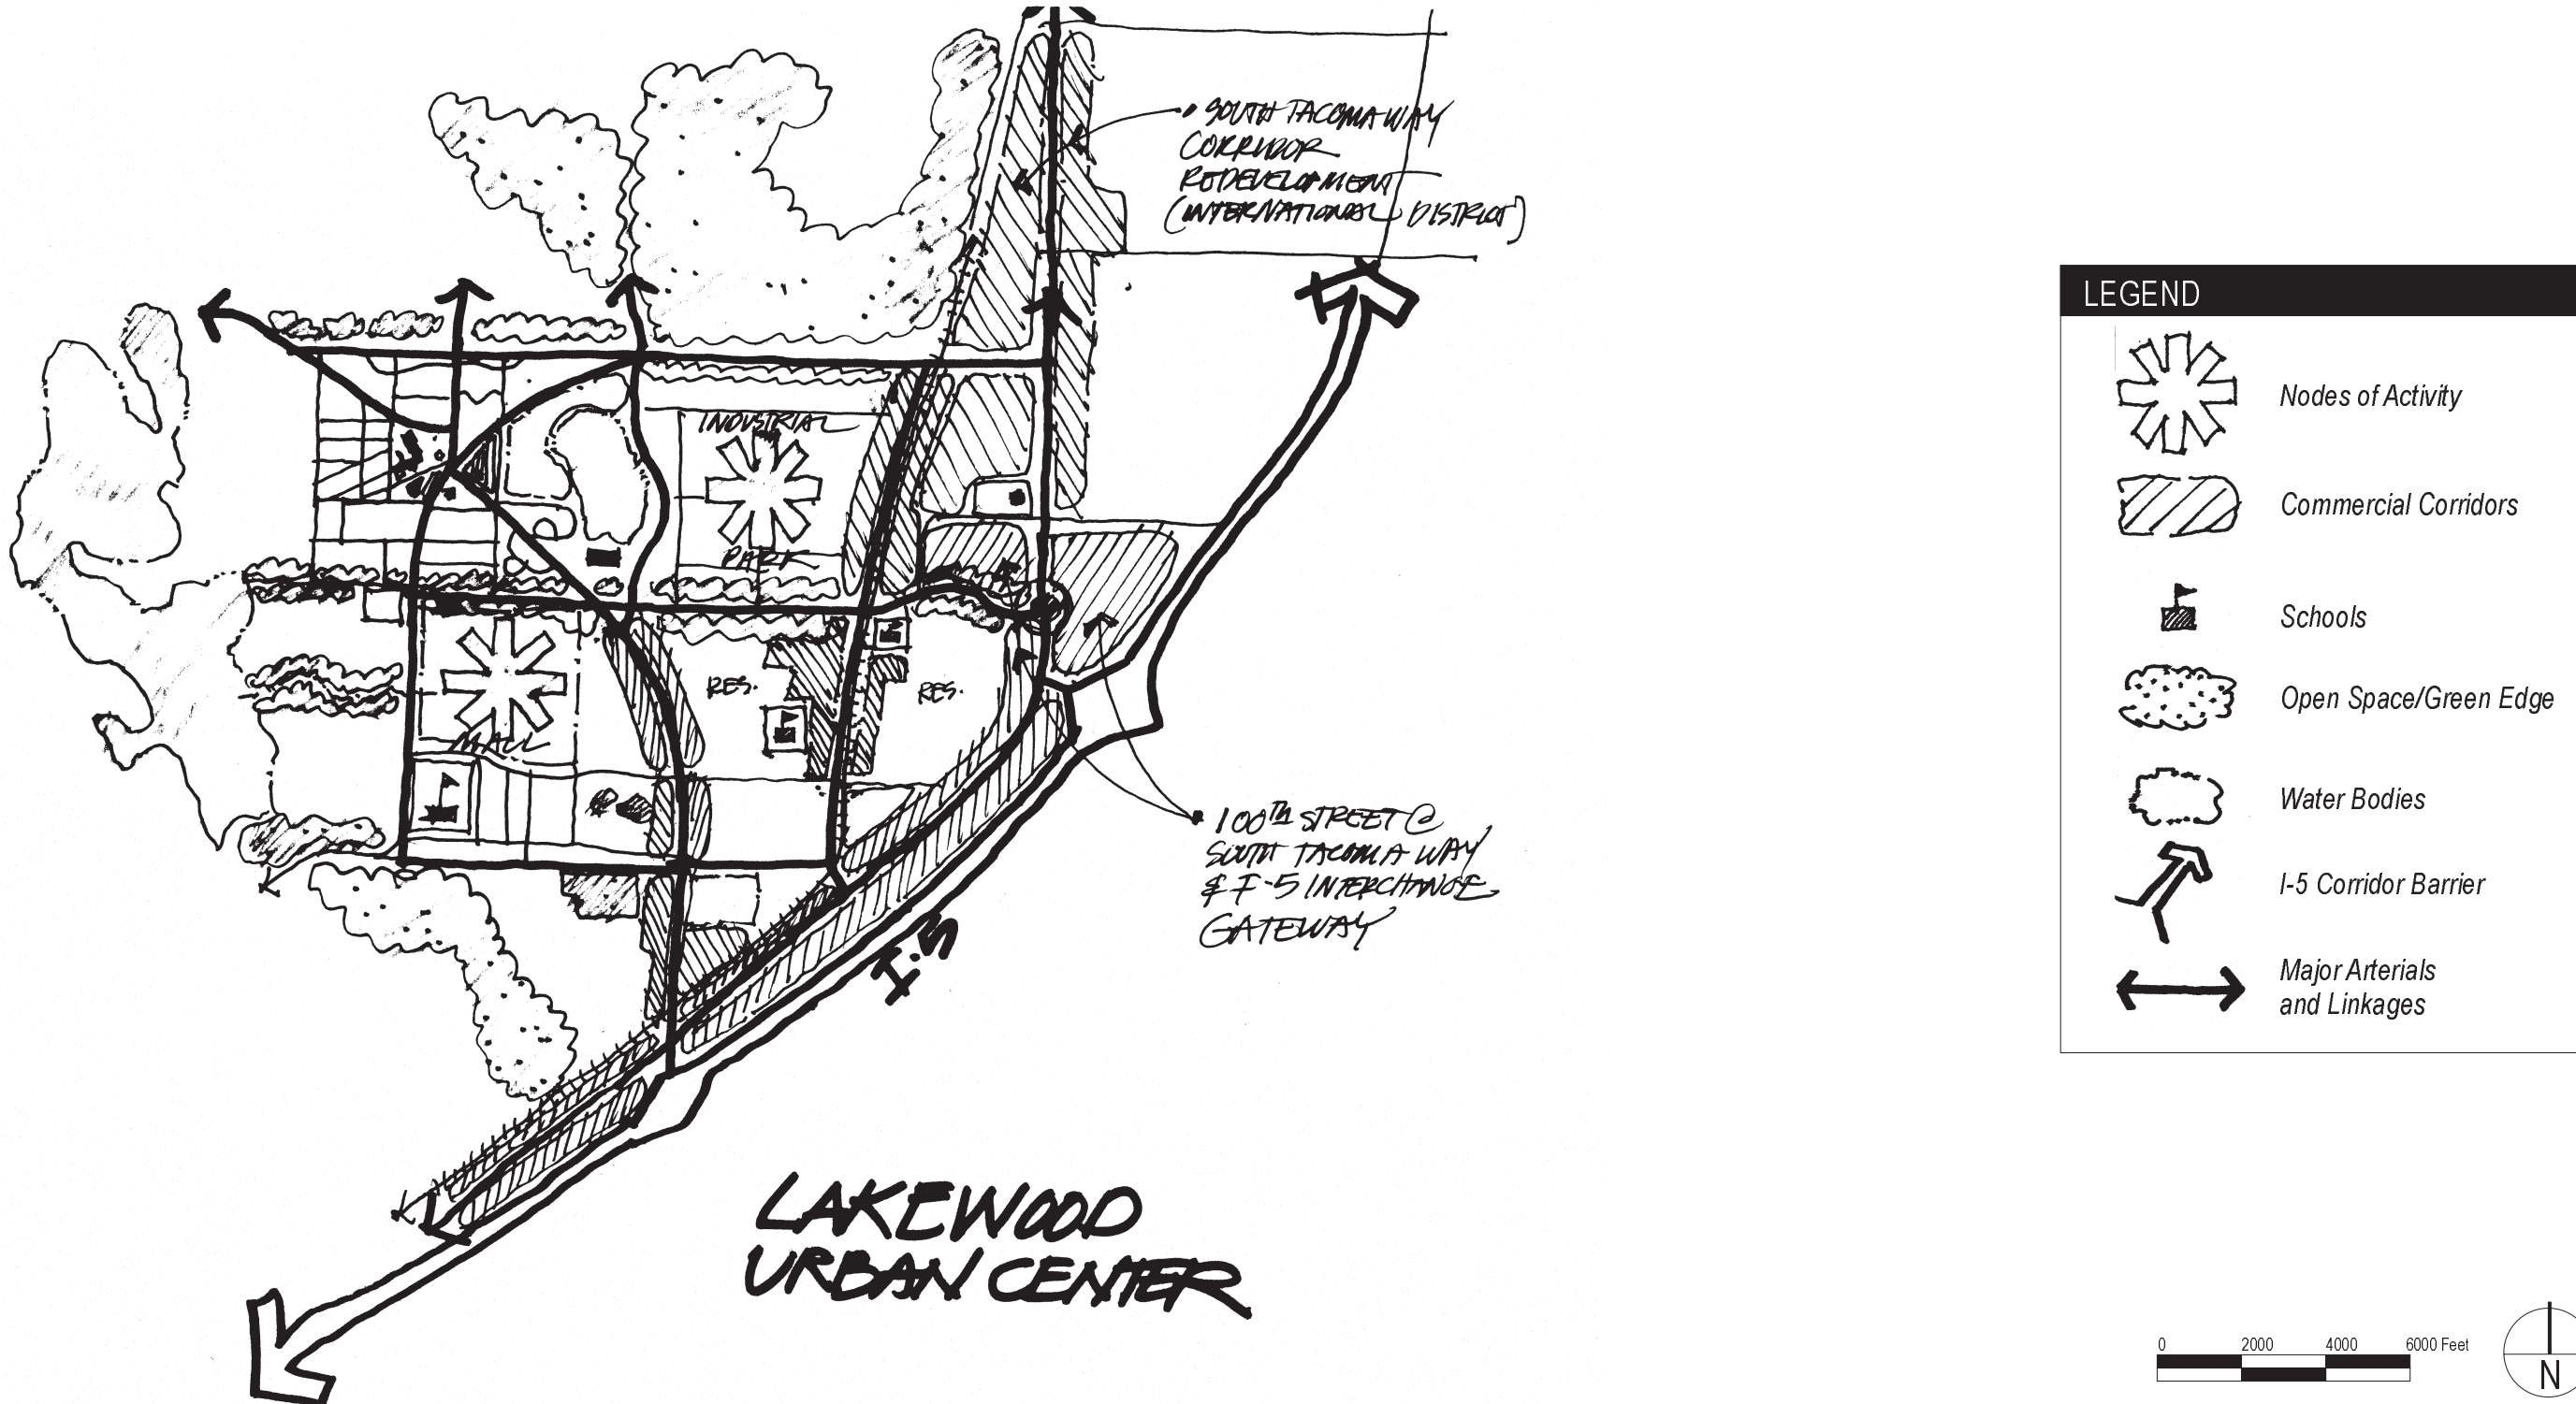 • SOUTH TACOMA WAY
CORRIDOR
REDEVELOPMENT
(INTERNATIONAL DISTRICT)
INDUSTRIAL
PARK
RES.
RES.
MALL
100TH STREET @
SOUTH TACOMA WAY
& I-5 INTERCHANGE
GATEWAY
I-5
LAKEWOOD
URBAN CENTER
LEGEND
Nodes of Activity
Commercial Corridors
Schools
Open Space/Green Edge
Water Bodies
I-5 Corridor Barrier
Major Arterials
and Linkages
0 2000 4000 6000 Feet
N